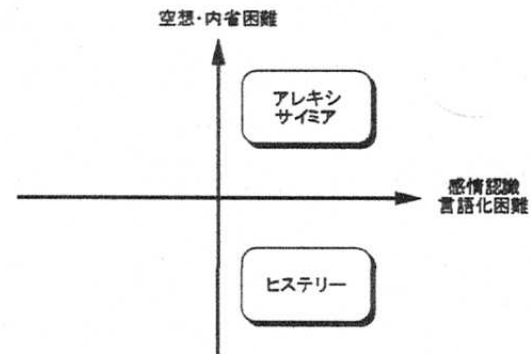 空想・内省困難
アレキシ
サイミア
感情認識
言語化困難
ヒステリー